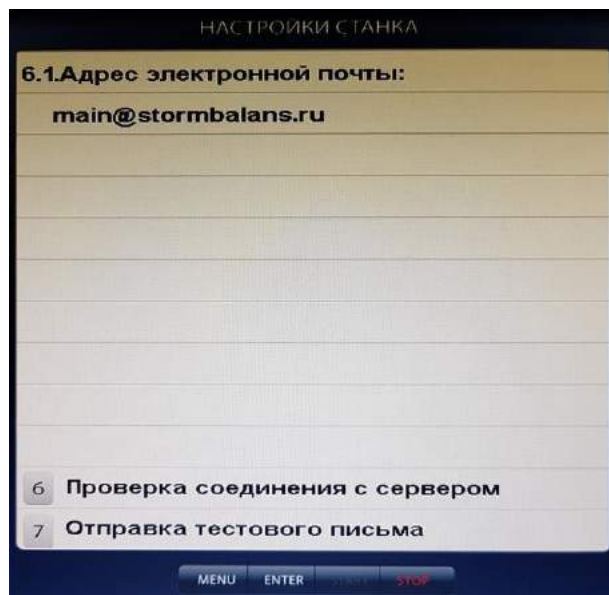 НАСТРОЙКИ СТАНКА
6.1.Адрес электронной почты:
main@stormbalans.ru
6 Проверка соединения с сервером
7 Отправка тестового письма
MENU ENTER START STOP